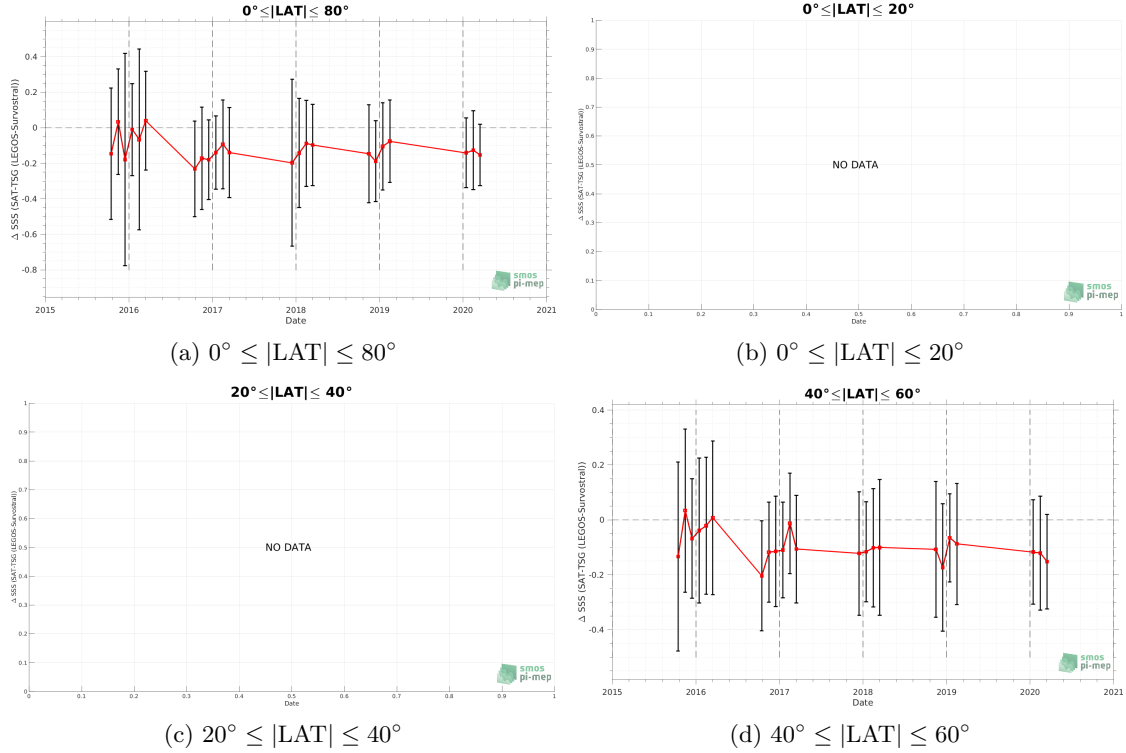 0°≤|LAT|≤ 80°
Δ SSS (SAT-TSG (LEGOS-Survostral))
0.4
0.2
0
-0.2
-0.4
-0.6
-0.8
2015 2016 2017 2018 2019 2020 2021
Date
smos
pi-mep
(a) 0° ≤ |LAT| ≤ 80°
0°≤|LAT|≤ 20°
Δ SSS (SAT-TSG (LEGOS-Survostral))
1
0.9
0.8
0.7
0.6
0.5
0.4
0.3
0.2
0.1
0
NO DATA
0 0.1 0.2 0.3 0.4 0.5 0.6 0.7 0.8 0.9 1
Date
smos
pi-mep
(b) 0° ≤ |LAT| ≤ 20°
20°≤|LAT|≤ 40°
Δ SSS (SAT-TSG (LEGOS-Survostral))
1
0.9
0.8
0.7
0.6
0.5
0.4
0.3
0.2
0.1
0
NO DATA
0 0.1 0.2 0.3 0.4 0.5 0.6 0.7 0.8 0.9 1
Date
smos
pi-mep
(c) 20° ≤ |LAT| ≤ 40°
40°≤|LAT|≤ 60°
Δ SSS (SAT-TSG (LEGOS-Survostral))
0.4
0.2
0
-0.2
-0.4
2015 2016 2017 2018 2019 2020 2021
Date
smos
pi-mep
(d) 40° ≤ |LAT| ≤ 60°